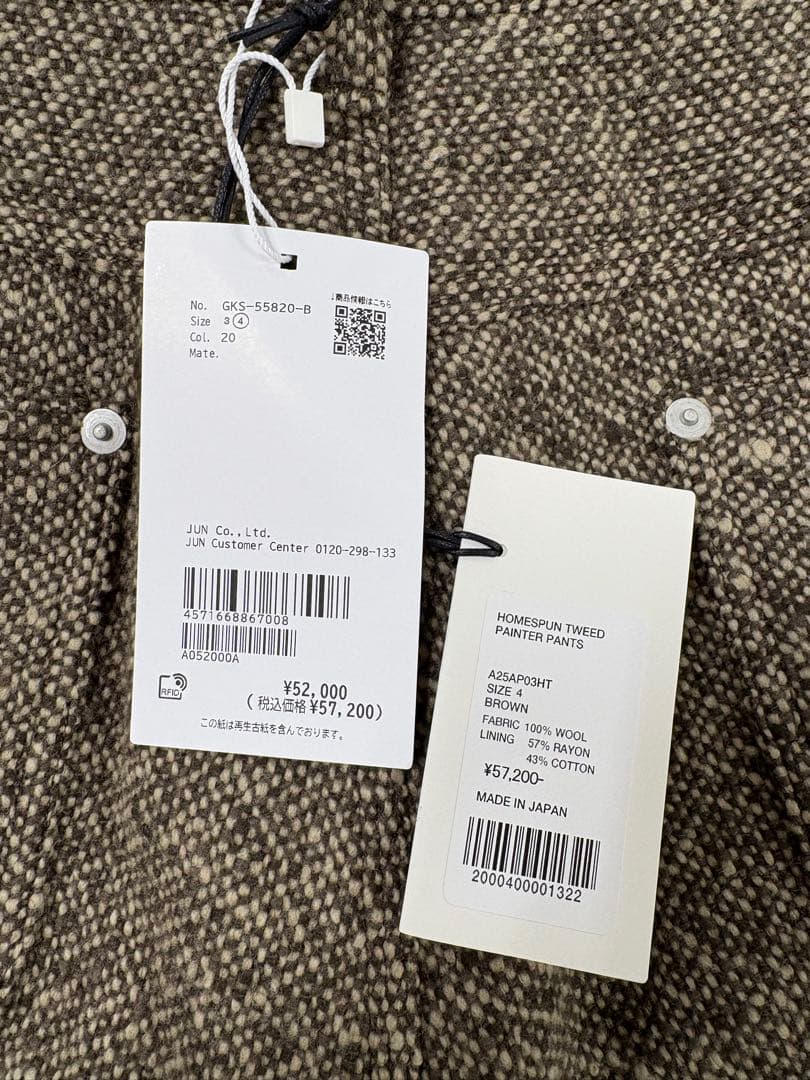 No. GKS-55820-B
↓商品情報はこちら
Size 3④
Col. 20
Mate.
JUN Co.,Ltd.
JUN Customer Center 0120-298-133
4571668867008
A052000A
RFID
¥52,000
(税込価格¥57,200)
この紙は再生古紙を含んでおります。
HOMESPUN TWEED
PAINTER PANTS
A25AP03HT
SIZE 4
BROWN
FABRIC 100% WOOL
LINING 57% RAYON
43% COTTON
¥57,200-
MADE IN JAPAN
2000400001322